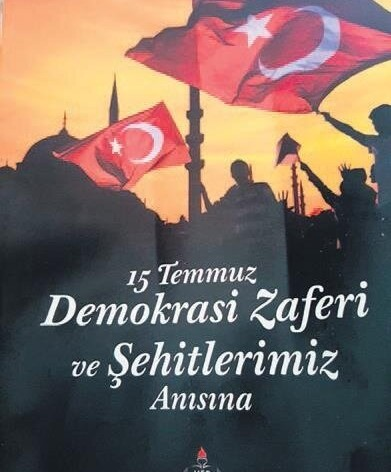 15 Temmuz
Demokrasi Zaferi
ve Şehitlerimiz
Anısına